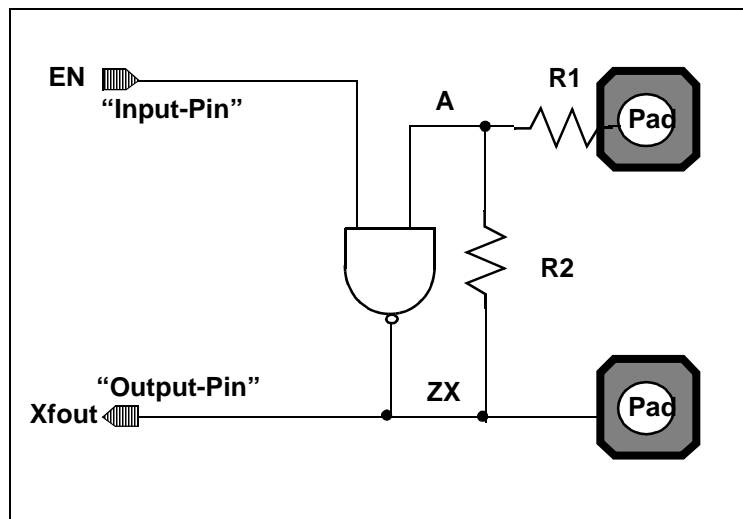 EN
“Input-Pin”
A
R1
Pad
R2
“Output-Pin”
Xfout
ZX
Pad